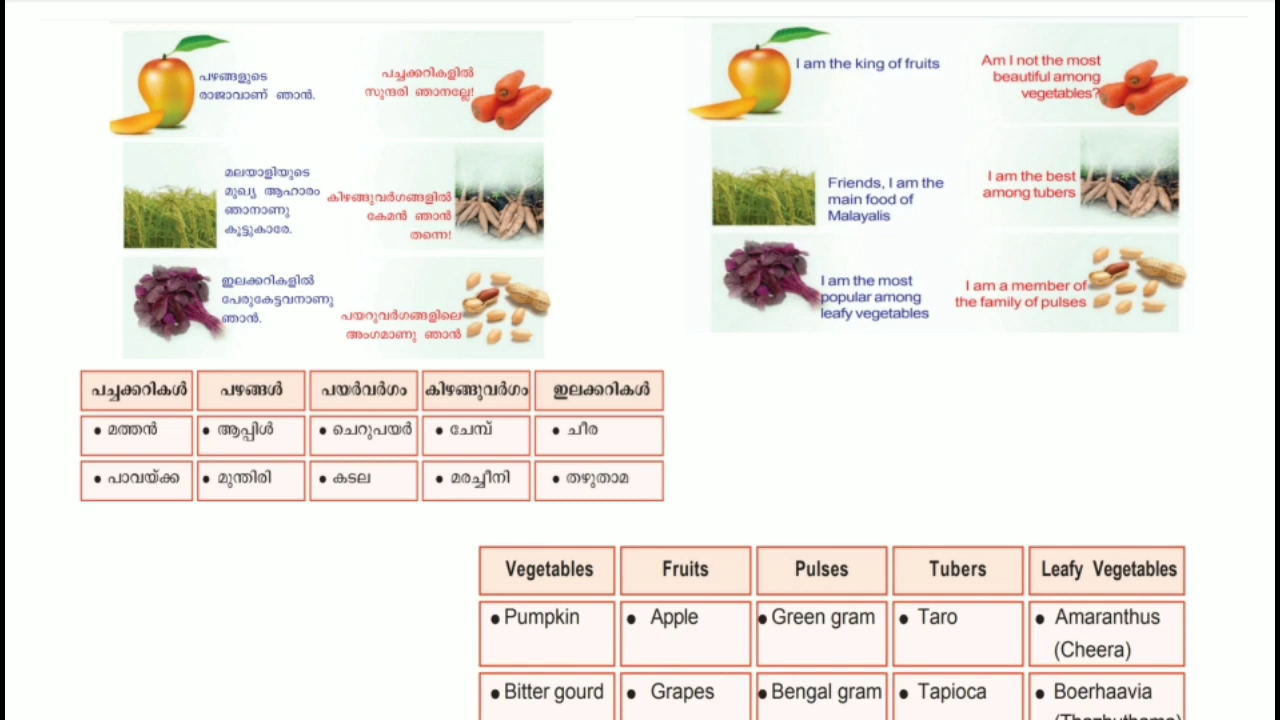 പഴങ്ങളുടെ
രാജാവാണ് ഞാൻ.
പച്ചക്കറികളിൽ
സുന്ദരി ഞാനല്ലേ!
മലയാളിയുടെ
മുഖ്യ ആഹാരം
ഞാനാണു
കൂട്ടുകാരേ.
കിഴങ്ങുവർഗങ്ങളിൽ
കേമൻ ഞാൻ
തന്നെ!
ഇലക്കറികളിൽ
പേരുകേട്ടവനാണു
ഞാൻ.
പയറുവർഗങ്ങളിലെ
അംഗമാണു ഞാൻ
I am the king of fruits
Am I not the most
beautiful among
vegetables?
Friends, I am the
main food of
Malayalis
I am the best
among tubers
I am the most
popular among
leafy vegetables
I am a member of
the family of pulses
പച്ചക്കറികൾ പഴങ്ങൾ പയർവർഗം കിഴങ്ങുവർഗം ഇലക്കറികൾ
• മത്തൻ • ആപ്പിൾ • ചെറുപയർ • ചേമ്പ് • ചീര
• പാവയ്ക്ക • മുന്തിരി • കടല • മരച്ചീനി • തഴുതാമ
Vegetables Fruits Pulses Tubers Leafy Vegetables
• Pumpkin • Apple • Green gram • Taro • Amaranthus
(Cheera)
• Bitter gourd • Grapes • Bengal gram • Tapioca • Boerhaavia
(Thazhuthama)